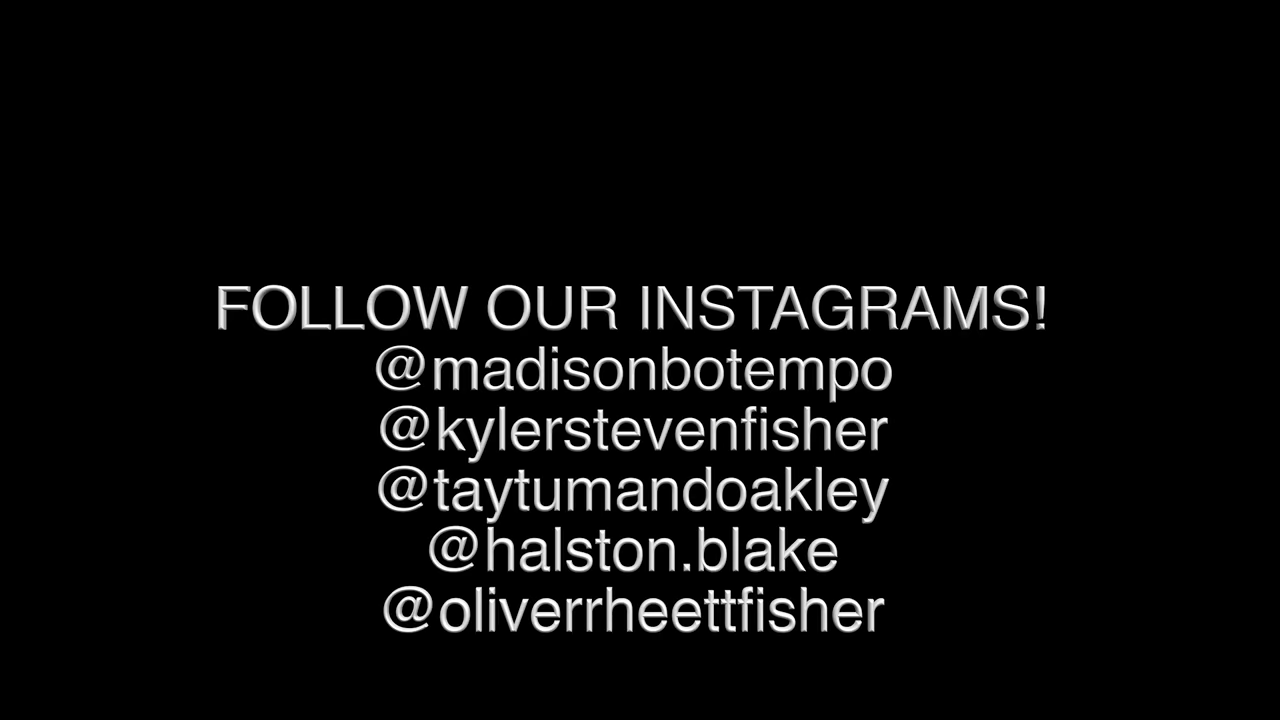 FOLLOW OUR INSTAGRAMS!
@madisonbotempo
@kylerstevenfisher
@taytumandoakley
@halston.blake
@oliverrheettfisher